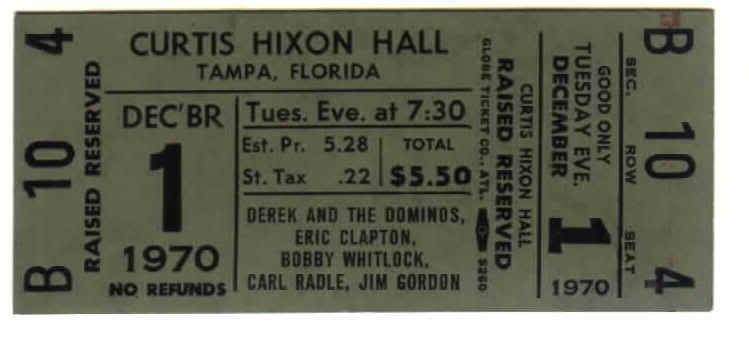 B 10 4
RAISED RESERVED
CURTIS HIXON HALL
TAMPA, FLORIDA
DEC'BR
1
1970
NO REFUNDS
Tues. Eve. at 7:30
Est. Pr. 5.28
St. Tax .22
TOTAL
$5.50
DEREK AND THE DOMINOS,
ERIC CLAPTON,
BOBBY WHITLOCK,
CARL RADLE, JIM GORDON
GLOBE TICKET CO., ATL. $260
RAISED RESERVED
CURTIS HIXON HALL
DECEMBER
TUESDAY EVE.
GOOD ONLY
1
1970
SEC. ROW SEAT
B 10 4